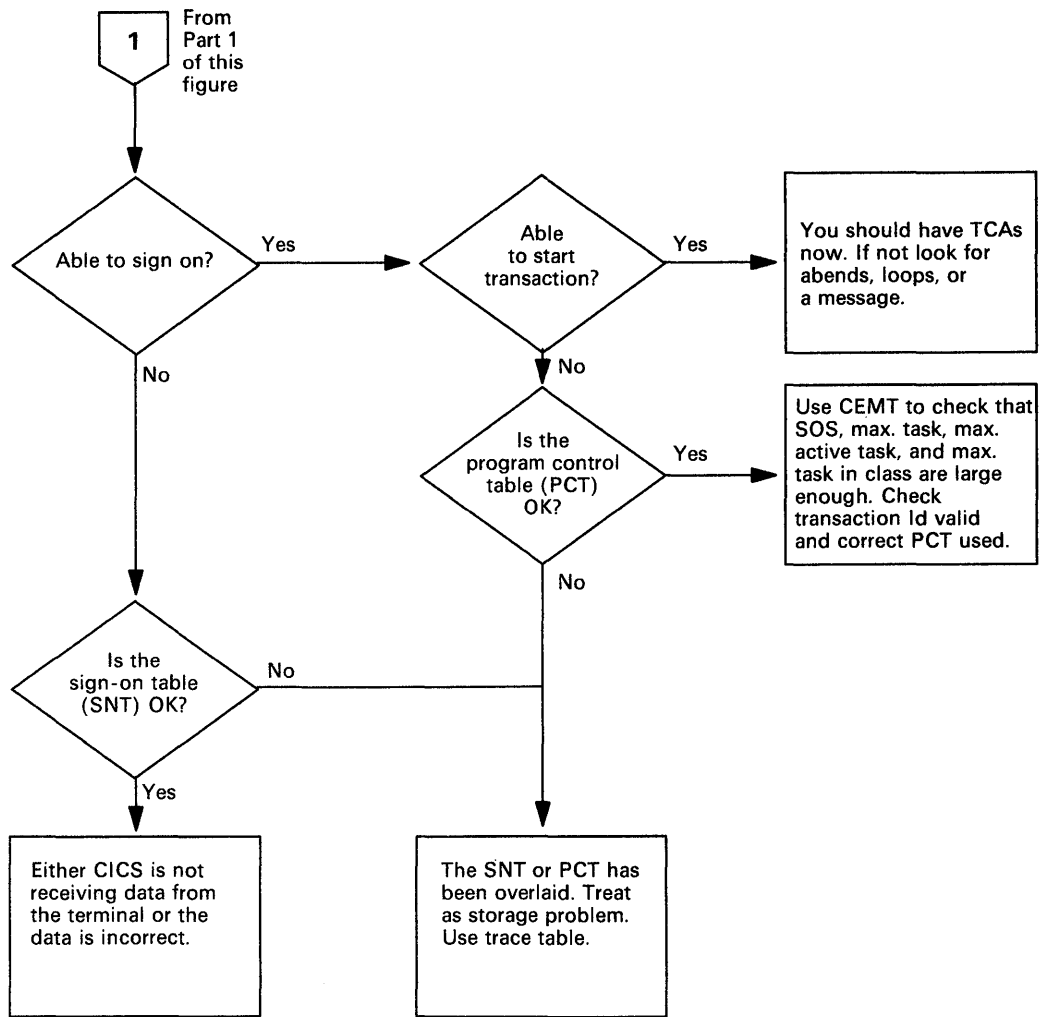 1
From
Part 1
of this
figure
Able to sign on?
Yes
Able
to start
transaction?
Yes
You should have TCAs
now. If not look for
abends, loops, or
a message.
No
No
Is the
program control
table (PCT)
OK?
Yes
Use CEMT to check that
SOS, max. task, max.
active task, and max.
task in class are large
enough. Check
transaction Id valid
and correct PCT used.
No
Is the
sign-on table
(SNT) OK?
No
Yes
Either CICS is not
receiving data from
the terminal or the
data is incorrect.
The SNT or PCT has
been overlaid. Treat
as storage problem.
Use trace table.